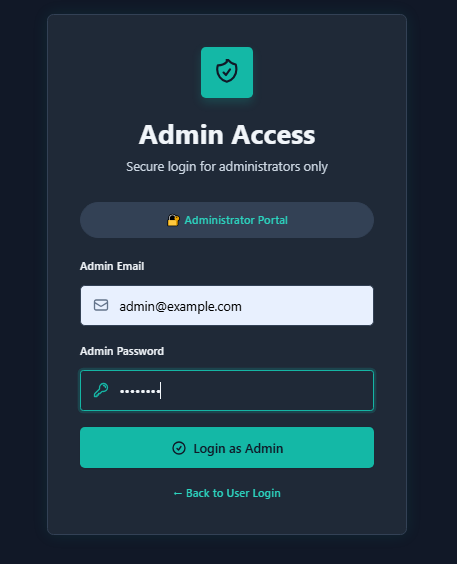 Admin Access
Secure login for administrators only
🔐 Administrator Portal
Admin Email
admin@example.com
Admin Password
••••••••
Login as Admin
← Back to User Login